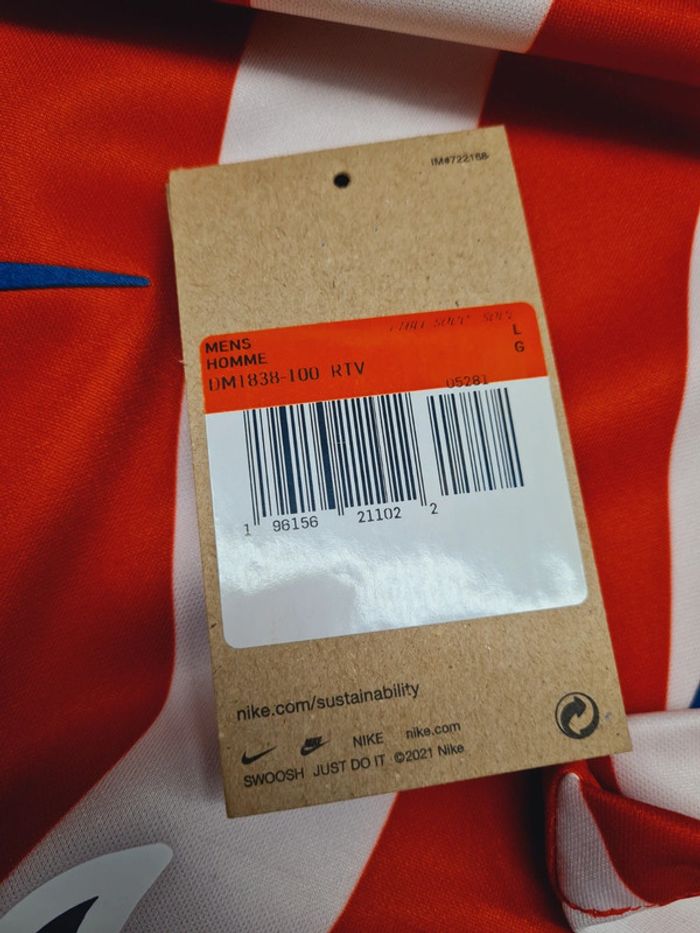 IM#722168
MENS
HOMME
L
G
DM1838-100 RTV
05281
1 96156 21102 2
nike.com/sustainability
NIKE nike.com
SWOOSH JUST DO IT ©2021 Nike